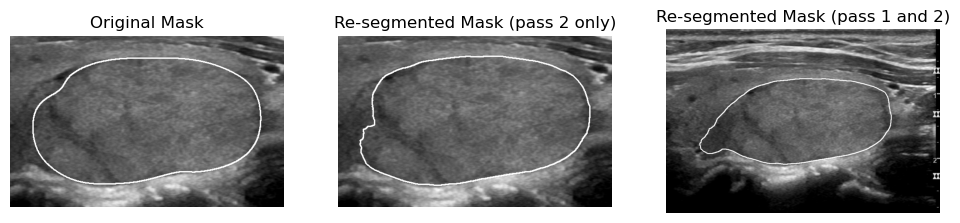 Original Mask
Re-segmented Mask (pass 2 only)
Re-segmented Mask (pass 1 and 2)